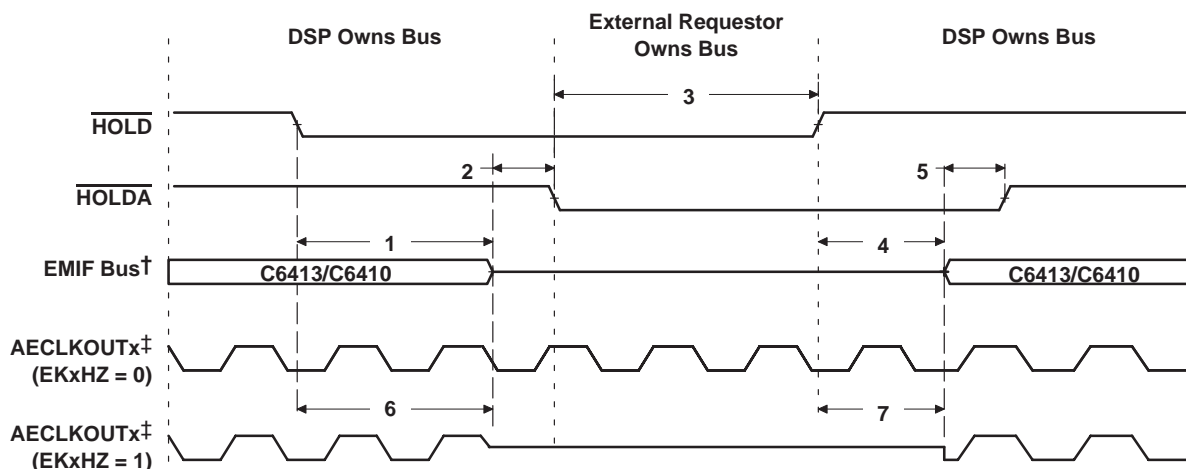 DSP Owns Bus
External Requestor
Owns Bus
DSP Owns Bus
3
HOLD
2
5
HOLDA
1
4
EMIF Bus†
C6413/C6410
C6413/C6410
AECLKOUTx‡
(EKxHZ = 0)
6
7
AECLKOUTx‡
(EKxHZ = 1)